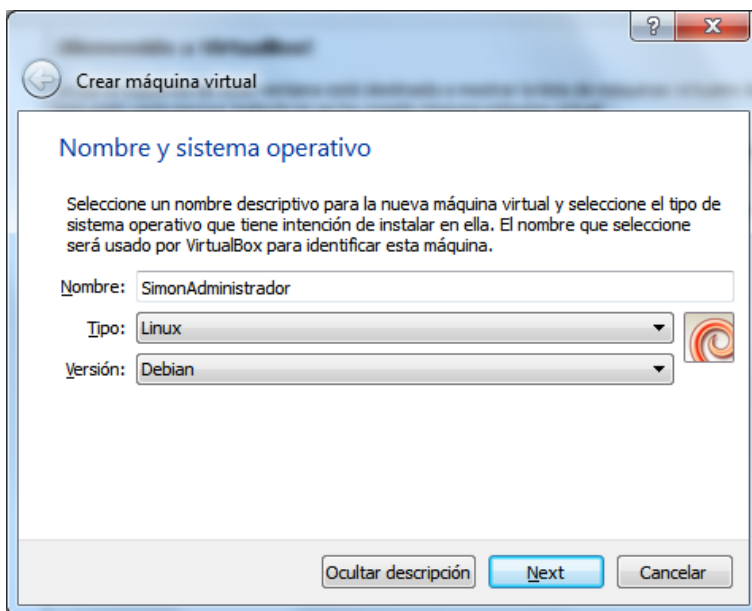 ¡Bienvenido a VirtualBox!
Crear máquina virtual
Nombre y sistema operativo
Seleccione un nombre descriptivo para la nueva máquina virtual y seleccione el tipo de
sistema operativo que tiene intención de instalar en ella. El nombre que seleccione
será usado por VirtualBox para identificar esta máquina.
Nombre: SimonAdministrador
Tipo: Linux
Versión: Debian
Ocultar descripción Next Cancelar